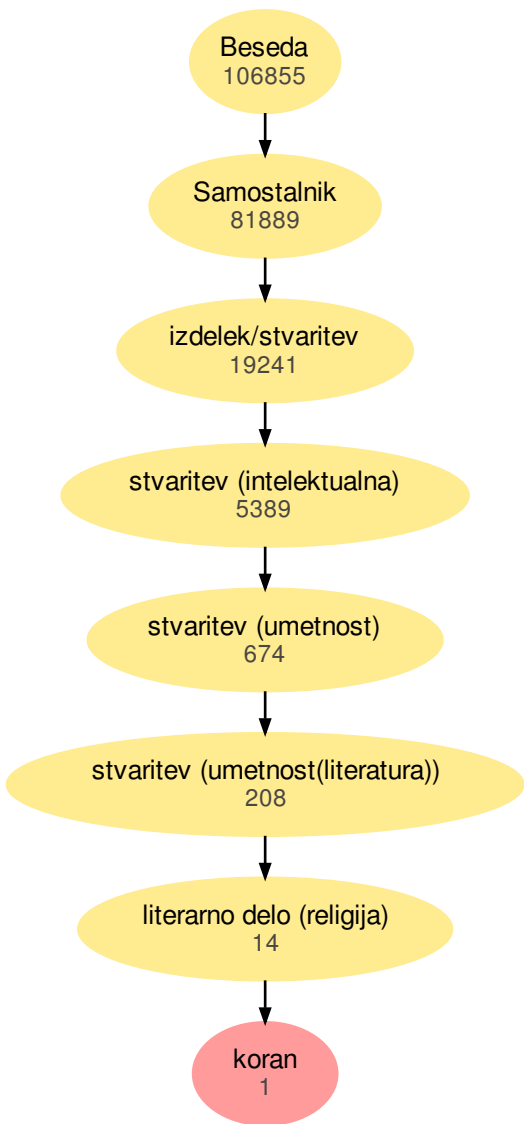 Beseda
106855
Samostalnik
81889
izdelek/stvaritev
19241
stvaritev (intelektualna)
5389
stvaritev (umetnost)
674
stvaritev (umetnost(literatura))
208
literarno delo (religija)
14
koran
1